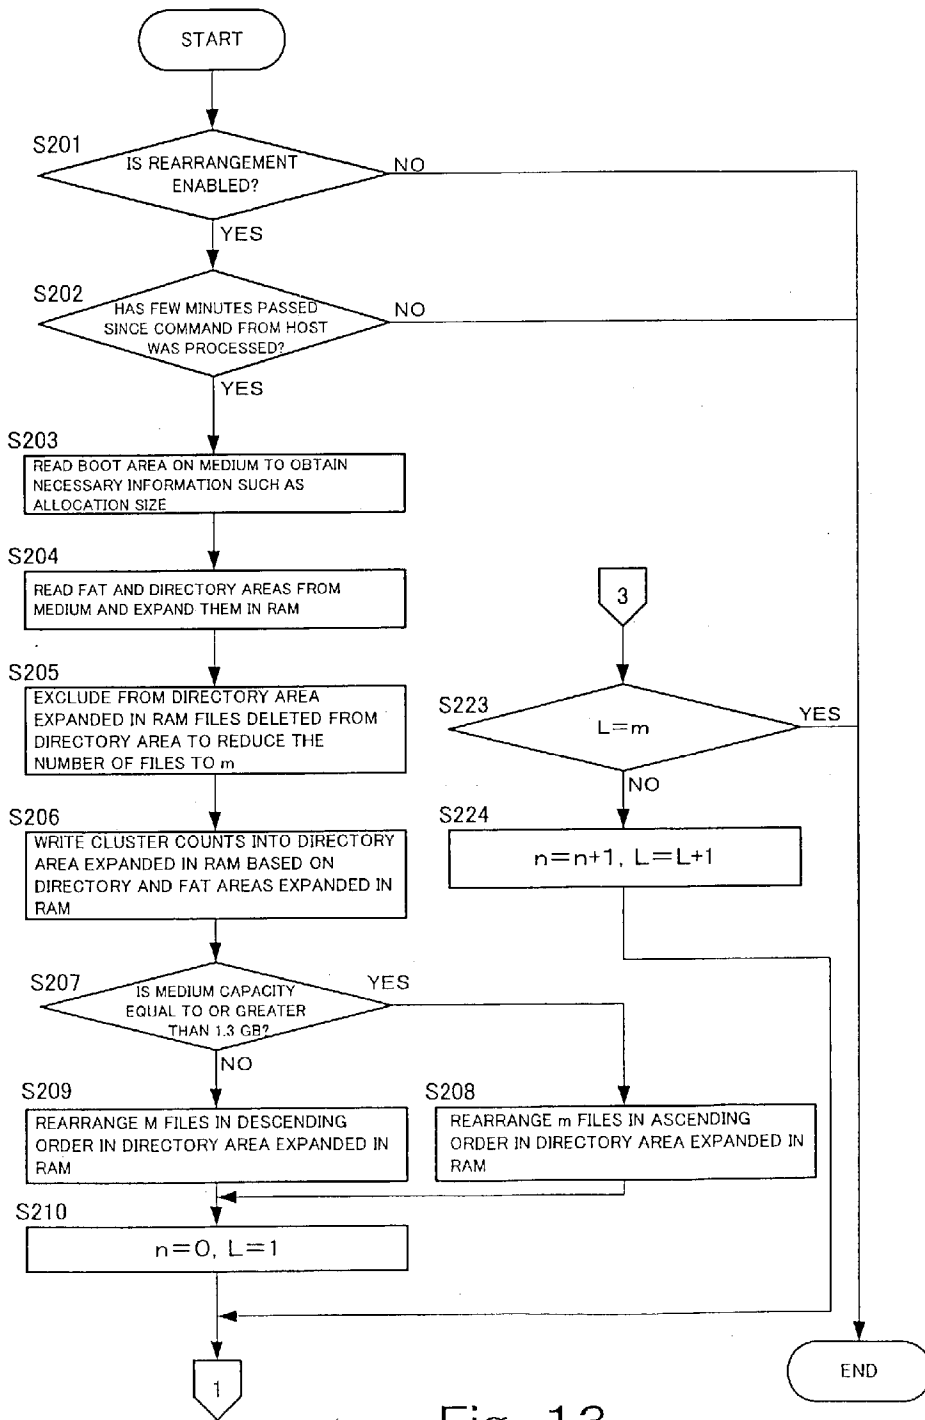 START
S201
IS REARRANGEMENT
ENABLED?
NO
YES
S202
HAS FEW MINUTES PASSED
SINCE COMMAND FROM HOST
WAS PROCESSED?
NO
YES
S203
READ BOOT AREA ON MEDIUM TO OBTAIN
NECESSARY INFORMATION SUCH AS
ALLOCATION SIZE
S204
READ FAT AND DIRECTORY AREAS FROM
MEDIUM AND EXPAND THEM IN RAM
S205
EXCLUDE FROM DIRECTORY AREA
EXPANDED IN RAM FILES DELETED FROM
DIRECTORY AREA TO REDUCE THE
NUMBER OF FILES TO m
S206
WRITE CLUSTER COUNTS INTO DIRECTORY
AREA EXPANDED IN RAM BASED ON
DIRECTORY AND FAT AREAS EXPANDED IN
RAM
S207
IS MEDIUM CAPACITY
EQUAL TO OR GREATER
THAN 1.3 GB?
YES
NO
S209
REARRANGE M FILES IN DESCENDING
ORDER IN DIRECTORY AREA EXPANDED IN
RAM
S208
REARRANGE m FILES IN ASCENDING
ORDER IN DIRECTORY AREA EXPANDED IN
RAM
S210
n=0, L=1
1
3
S223
L=m
YES
NO
S224
n=n+1, L=L+1
END
Fig. 13